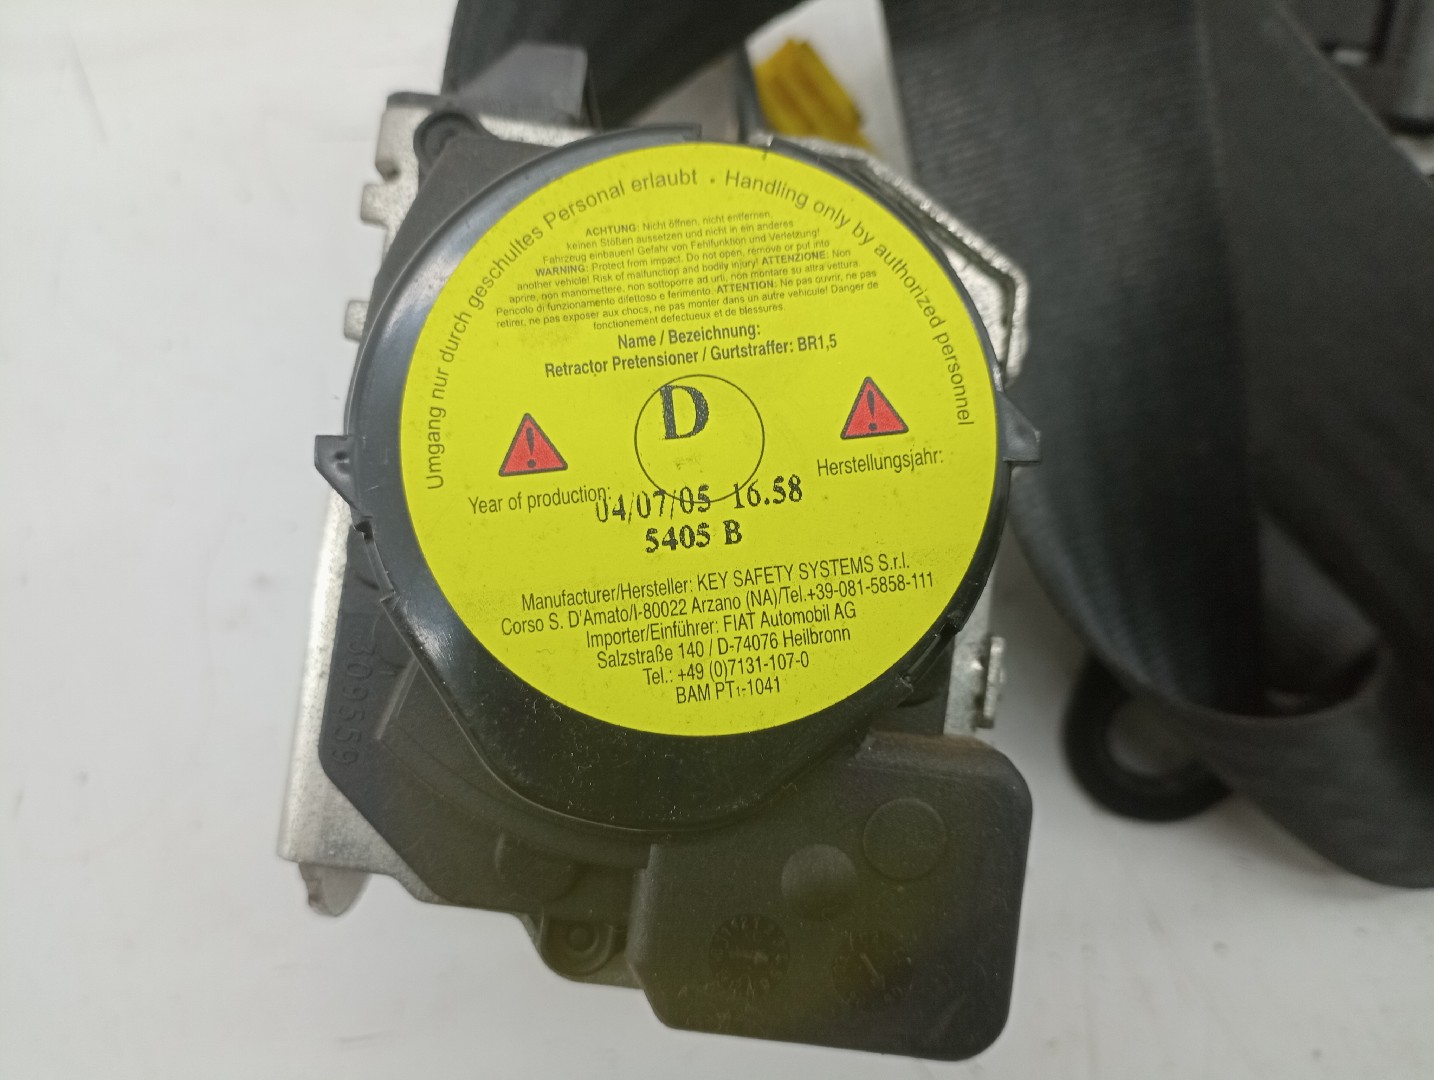 Umgang nur durch geschultes Personal erlaubt . Handling only by authorized personnel
ACHTUNG: Nicht öffnen, nicht entfernen,
keinen Stößen aussetzen und nicht in ein anderes
Fahrzeug einbauen! Gefahr von Fehlfunktion und Verletzung!
WARNING: Protect from impact. Do not open, remove or put into
another vehicle! Risk of malfunction and bodily injury! ATTENZIONE: Non
aprire, non manomettere, non sottoporre ad urti, non montare su altra vettura.
Pericolo di funzionamento difettoso e ferimento. ATTENTION: Ne pas ouvrir, ne pas
retirer, ne pas exposer aux chocs, ne pas monter dans un autre vehicule! Danger de
fonctionement defectueux et de blessures.
Name / Bezeichnung:
Retractor Pretensioner / Gurtstraffer: BR1,5
D
Year of production:
Herstellungsjahr:
04/07/05 16.58
5405 B
Manufacturer/Hersteller: KEY SAFETY SYSTEMS S.r.l.
Corso S. D'Amato/I-80022 Arzano (NA)/Tel.+39-081-5858-111
Importer/Einführer: FIAT Automobil AG
Salzstraße 140 / D-74076 Heilbronn
Tel.: +49 (0)7131-107-0
BAM PT1-1041
309559